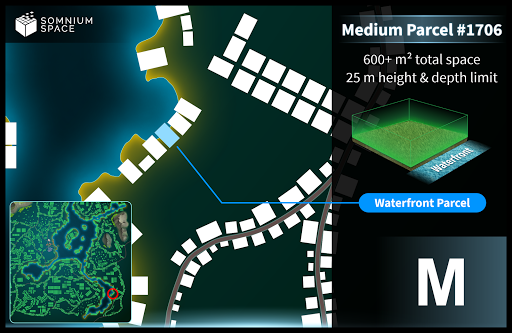 SOMNIUM
SPACE
Medium Parcel #1706
600+ m² total space
25 m height & depth limit
Waterfront
Waterfront Parcel
M